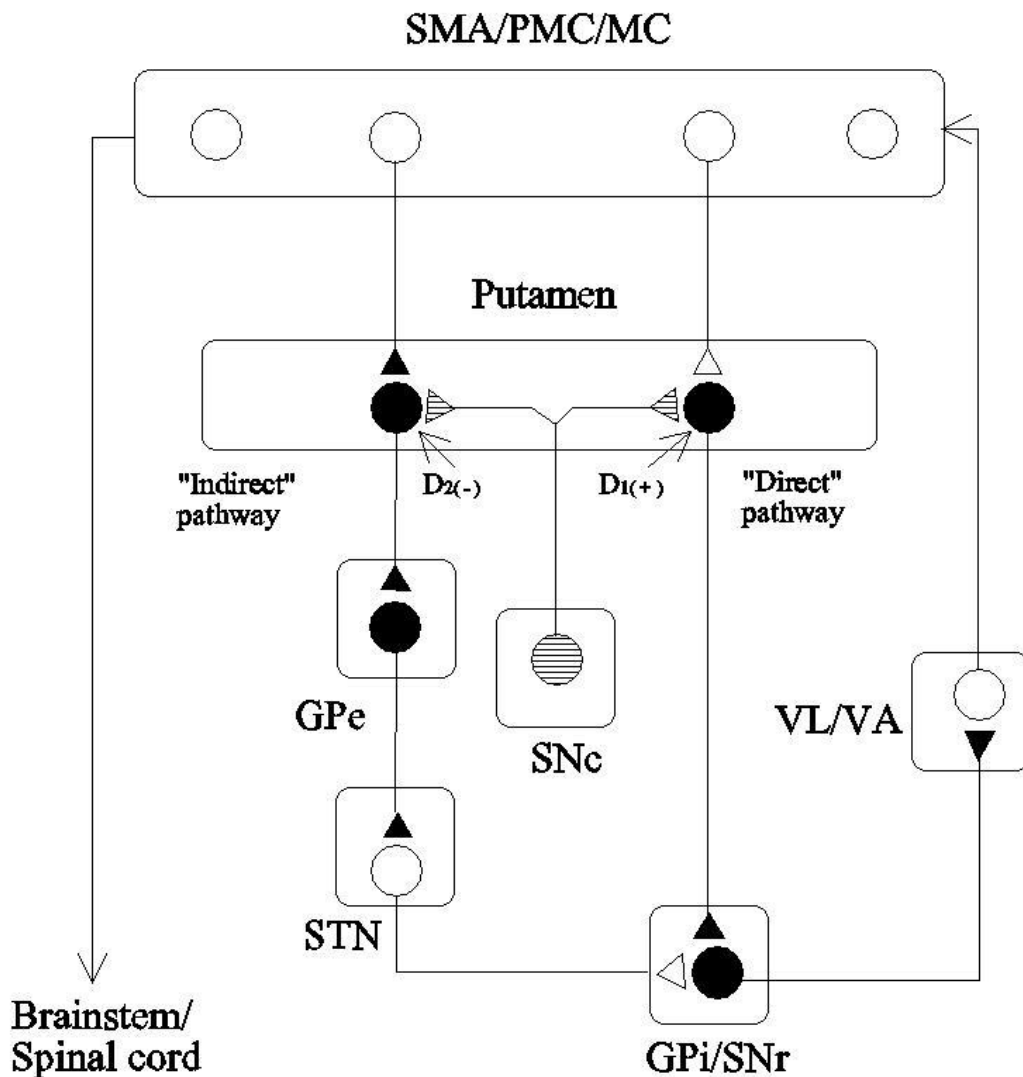 SMA/PMC/MC
Putamen
"Indirect"
pathway
D2(-)
D1(+)
"Direct"
pathway
GPe
SNc
VL/VA
STN
Brainstem/
Spinal cord
GPi/SNr